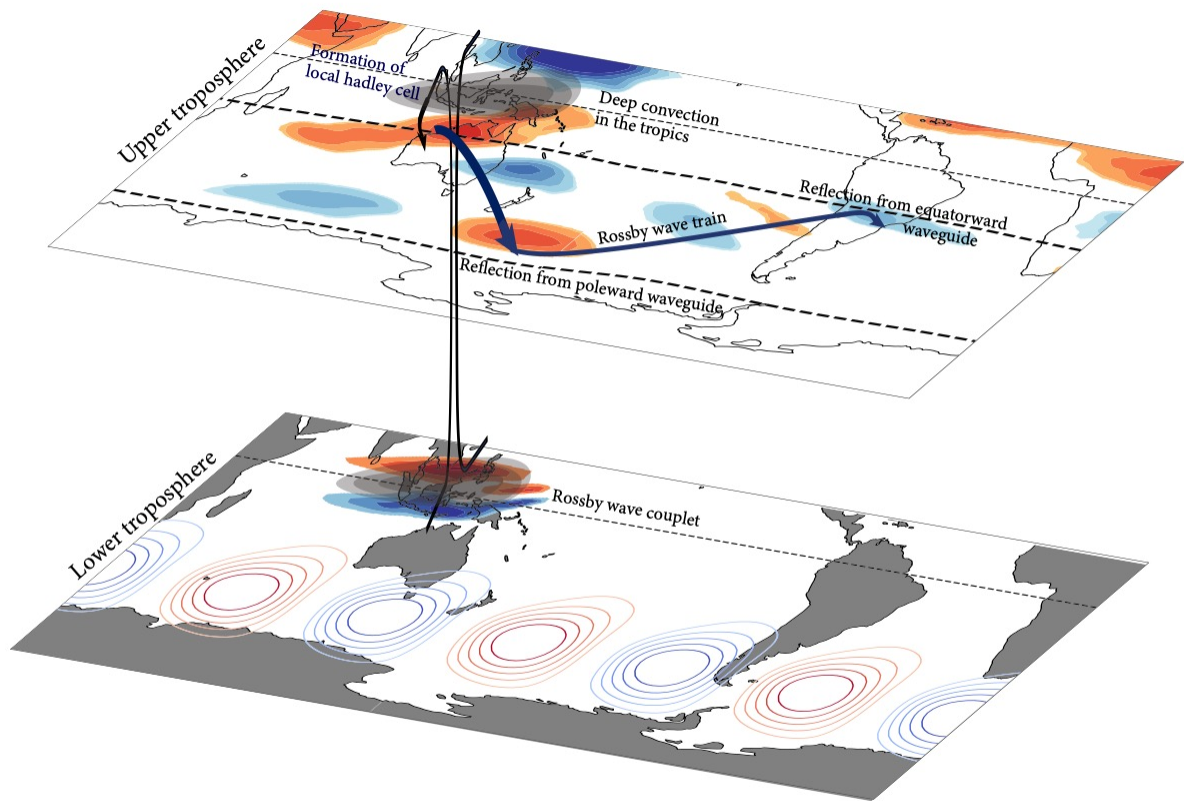 Upper troposphere
Formation of
local hadley cell
Deep convection
in the tropics
Reflection from equatorward
waveguide
Rossby wave train
Reflection from poleward waveguide
Lower troposphere
Rossby wave couplet